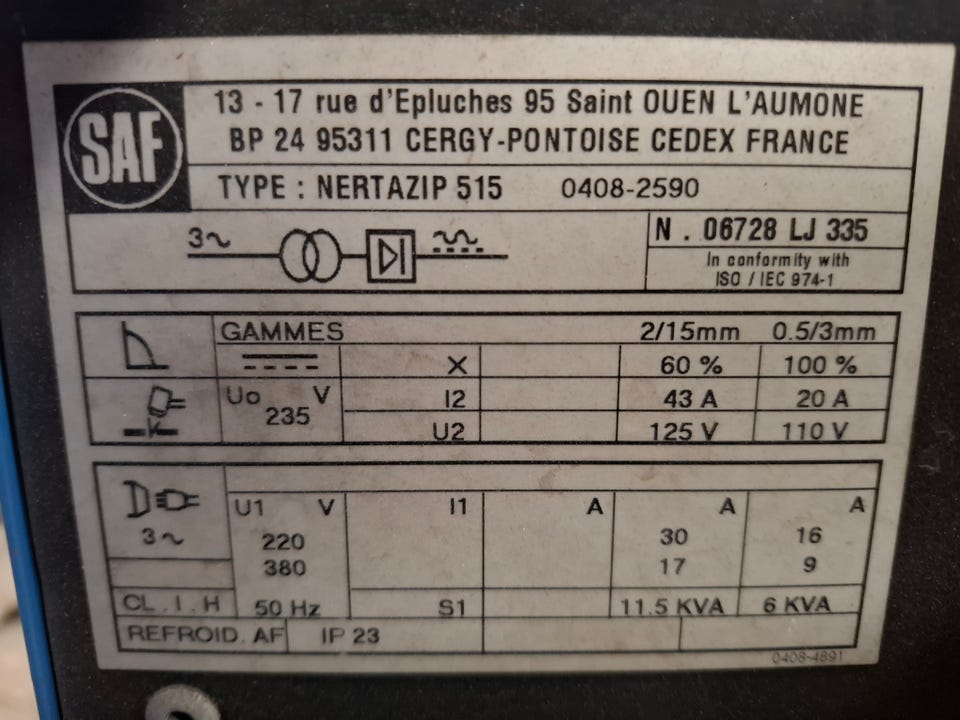 SAF
13 - 17 rue d'Epluches 95 Saint OUEN L'AUMONE
BP 24 95311 CERGY-PONTOISE CEDEX FRANCE
TYPE : NERTAZIP 515 0408-2590
3~
N . 06728 LJ 335
In conformity with
ISO / IEC 974-1
GAMMES 2/15mm 0.5/3mm
X 60 % 100 %
Uo V I2 43 A 20 A
235
U2 125 V 110 V
U1 V I1 A A A
3~ 220 30 16
380 17 9
CL . I . H 50 Hz S1 11.5 KVA 6 KVA
REFROID. AF IP 23
0408-4891